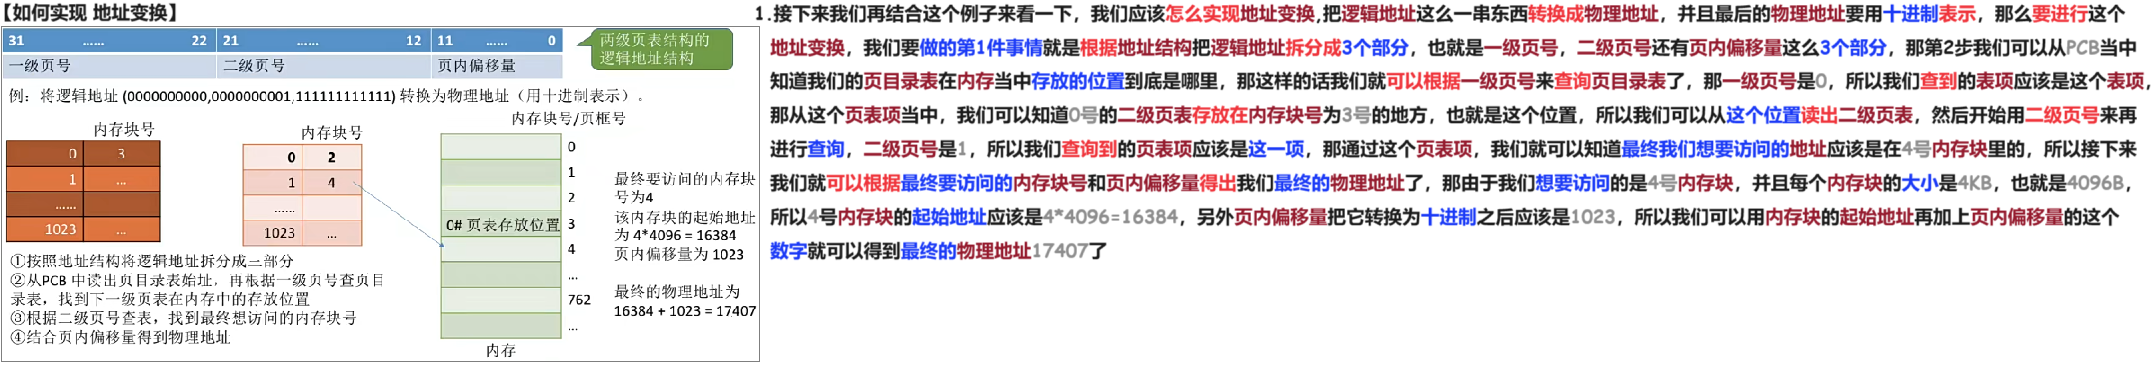 【如何实现 地址变换】
31 …… 22 21 …… 12 11 …… 0
一级页号 二级页号 页内偏移量
两级页表结构的
逻辑地址结构
例：将逻辑地址 (0000000000,0000000001,111111111111) 转换为物理地址（用十进制表示）。
内存块号
0 3
1 ...
......
1023 ...
内存块号
0 2
1 4
......
1023 ...
内存块号/页框号
0
1
2
0# 页表存放位置 3
4
...
762
...
内存
最终要访问的内存块
号为4
该内存块的起始地址
为 4*4096 = 16384
页内偏移量为 1023
最终的物理地址为
16384 + 1023 = 17407
①按照地址结构将逻辑地址拆分成三部分
②从PCB 中读出页目录表始址，再根据一级页号查页目
录表，找到下一级页表在内存中的存放位置
③根据二级页号查表，找到最终想访问的内存块号
④结合页内偏移量得到物理地址
1.接下来我们再结合这个例子来看一下，我们应该怎么实现地址变换,把逻辑地址这么一串东西转换成物理地址，并且最后的物理地址要用十进制表示，那么要进行这个
地址变换，我们要做的第1件事情就是根据地址结构把逻辑地址拆分成3个部分，也就是一级页号，二级页号还有页内偏移量这么3个部分，那第2步我们可以从PCB当中
知道我们的页目录表在内存当中存放的位置到底是哪里，那这样的话我们就可以根据一级页号来查询页目录表了，那一级页号是0，所以我们查到的表项应该是这个表项，
那从这个页表项当中，我们可以知道0号的二级页表存放在内存块号为3号的地方，也就是这个位置，所以我们可以从这个位置读出二级页表，然后开始用二级页号来再
进行查询，二级页号是1，所以我们查询到的页表项应该是这一项，那通过这个页表项，我们就可以知道最终我们想要访问的地址应该是在4号内存块里的，所以接下来
我们就可以根据最终要访问的内存块号和页内偏移量得出我们最终的物理地址了，那由于我们想要访问的是4号内存块，并且每个内存块的大小是4KB，也就是4096B，
所以4号内存块的起始地址应该是4*4096=16384，另外页内偏移量把它转换为十进制之后应该是1023，所以我们可以用内存块的起始地址再加上页内偏移量的这个
数字就可以得到最终的物理地址17407了